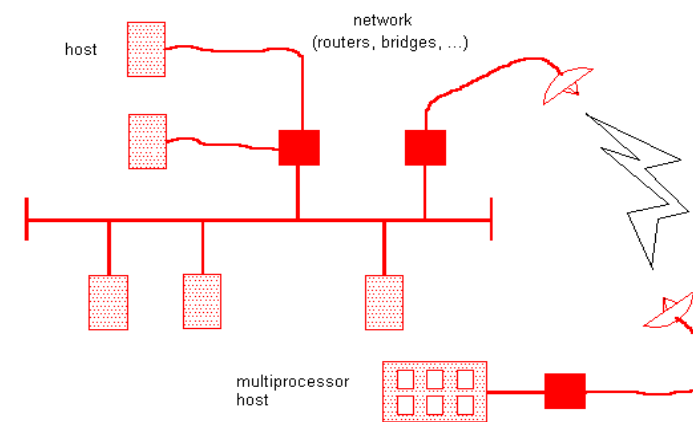 network
(routers, bridges, ...)
host
multiprocessor
host